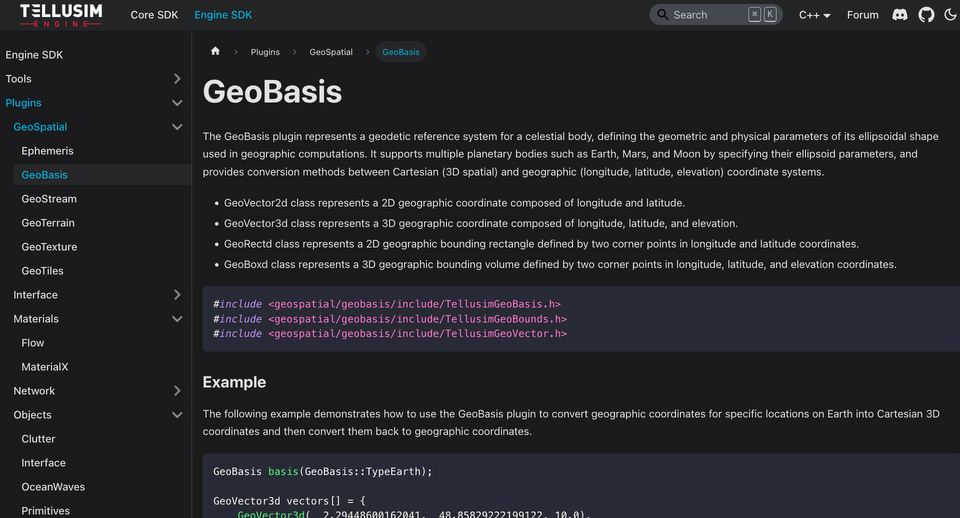 TELLUSIM
ENGINE
Core SDK
Engine SDK
Search
⌘ K
C++
Forum
Engine SDK
Tools
Plugins
GeoSpatial
Ephemeris
GeoBasis
GeoStream
GeoTerrain
GeoTexture
GeoTiles
Interface
Materials
Flow
MaterialX
Network
Objects
Clutter
Interface
OceanWaves
Primitives
Plugins
GeoSpatial
GeoBasis
GeoBasis
The GeoBasis plugin represents a geodetic reference system for a celestial body, defining the geometric and physical parameters of its ellipsoidal shape
used in geographic computations. It supports multiple planetary bodies such as Earth, Mars, and Moon by specifying their ellipsoid parameters, and
provides conversion methods between Cartesian (3D spatial) and geographic (longitude, latitude, elevation) coordinate systems.
• GeoVector2d class represents a 2D geographic coordinate composed of longitude and latitude.
• GeoVector3d class represents a 3D geographic coordinate composed of longitude, latitude, and elevation.
• GeoRectd class represents a 2D geographic bounding rectangle defined by two corner points in longitude and latitude coordinates.
• GeoBoxd class represents a 3D geographic bounding volume defined by two corner points in longitude, latitude, and elevation coordinates.
#include <geospatial/geobasis/include/TellusimGeoBasis.h>
#include <geospatial/geobasis/include/TellusimGeoBounds.h>
#include <geospatial/geobasis/include/TellusimGeoVector.h>
Example
The following example demonstrates how to use the GeoBasis plugin to convert geographic coordinates for specific locations on Earth into Cartesian 3D
coordinates and then convert them back to geographic coordinates.
GeoBasis basis(GeoBasis::TypeEarth);
GeoVector3d vectors[] = {
GeoVector3d(  2.29448600162041,  48.85829222199122, 10.0),